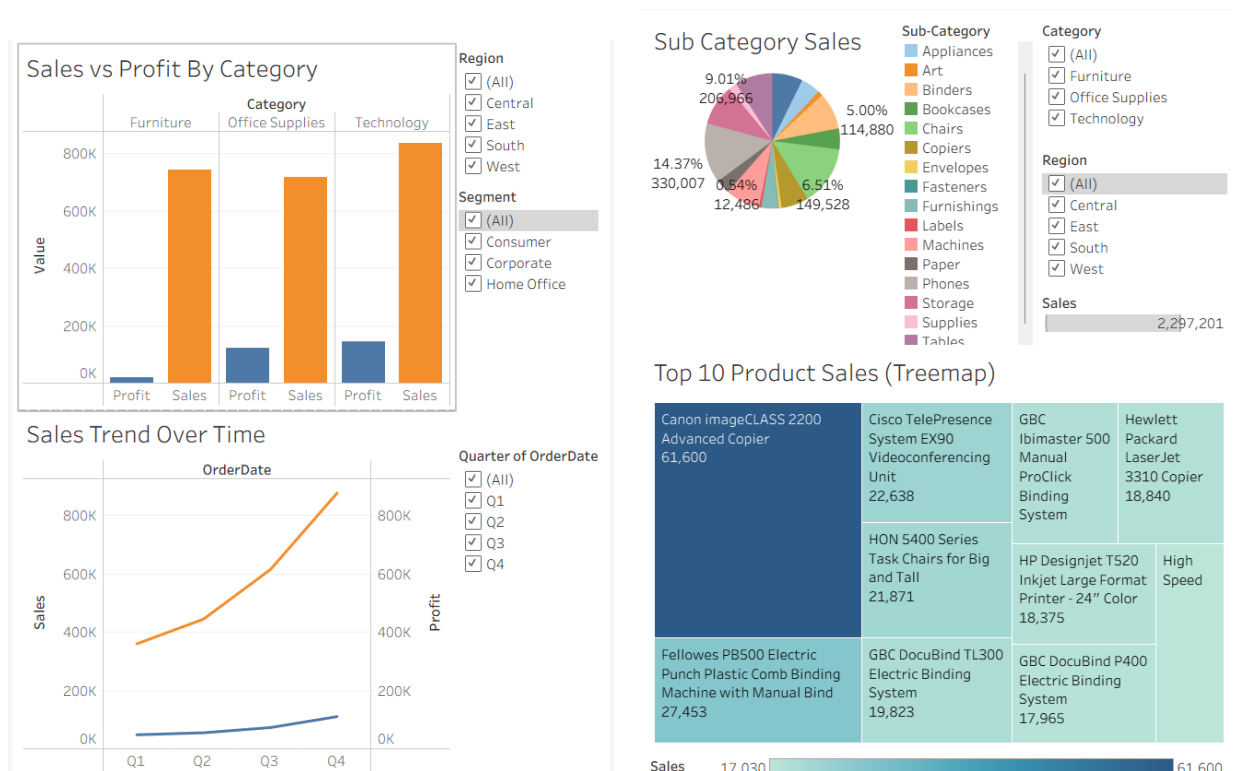 Sales vs Profit By Category
Category
Furniture
Office Supplies
Technology
800K
600K
400K
200K
0K
Value
Profit
Sales
Profit
Sales
Profit
Sales
Region
(All)
Central
East
South
West
Segment
(All)
Consumer
Corporate
Home Office
Sales Trend Over Time
OrderDate
800K
600K
400K
200K
0K
Sales
800K
600K
400K
200K
0K
Profit
Q1
Q2
Q3
Q4
Quarter of OrderDate
(All)
Q1
Q2
Q3
Q4
Sub Category Sales
9.01%
206,966
5.00%
114,880
14.37%
330,007
0.54%
12,486
6.51%
149,528
Sub-Category
Appliances
Art
Binders
Bookcases
Chairs
Copiers
Envelopes
Fasteners
Furnishings
Labels
Machines
Paper
Phones
Storage
Supplies
Tables
Category
(All)
Furniture
Office Supplies
Technology
Region
(All)
Central
East
South
West
Sales
2,297,201
Top 10 Product Sales (Treemap)
Canon imageCLASS 2200
Advanced Copier
61,600
Fellowes PB500 Electric
Punch Plastic Comb Binding
Machine with Manual Bind
27,453
Cisco TelePresence
System EX90
Videoconferencing
Unit
22,638
HON 5400 Series
Task Chairs for Big
and Tall
21,871
GBC DocuBind TL300
Electric Binding
System
19,823
GBC
Ibimaster 500
Manual
ProClick
Binding
System
Hewlett
Packard
LaserJet
3310 Copier
18,840
HP Designjet T520
Inkjet Large Format
Printer - 24" Color
18,375
GBC DocuBind P400
Electric Binding
System
17,965
High
Speed
Sales
17,030
61,600